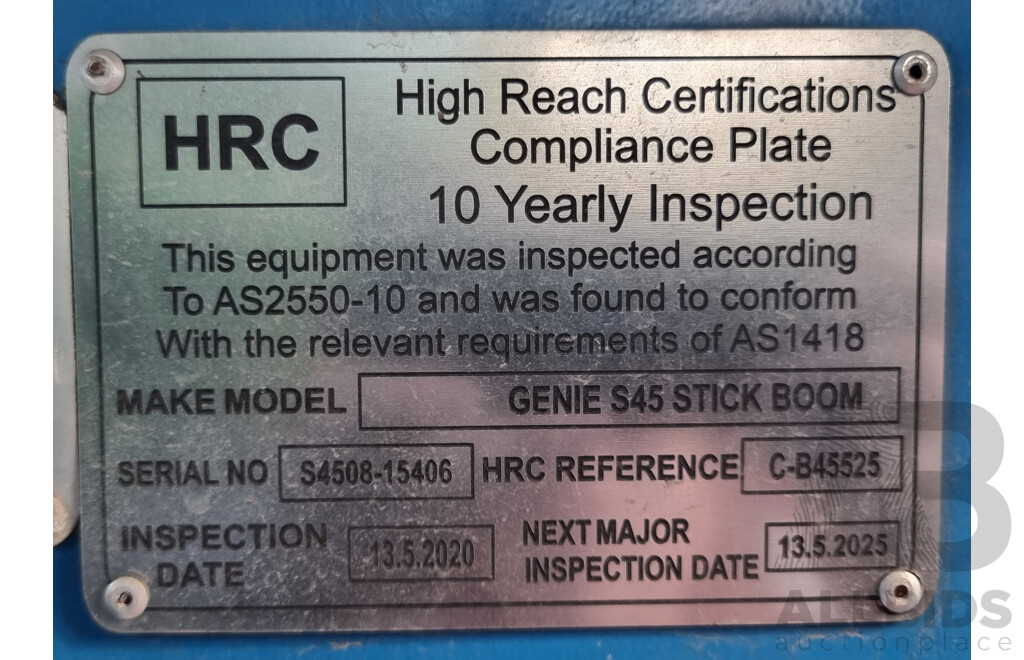 HRC
High Reach Certifications
Compliance Plate
10 Yearly Inspection
This equipment was inspected according
To AS2550-10 and was found to conform
With the relevant requirements of AS1418
MAKE MODEL GENIE S45 STICK BOOM
SERIAL NO S4508-15406 HRC REFERENCE C-B45525
INSPECTION DATE 13.5.2020
NEXT MAJOR INSPECTION DATE 13.5.2025
ALLBIDS
auctionplace